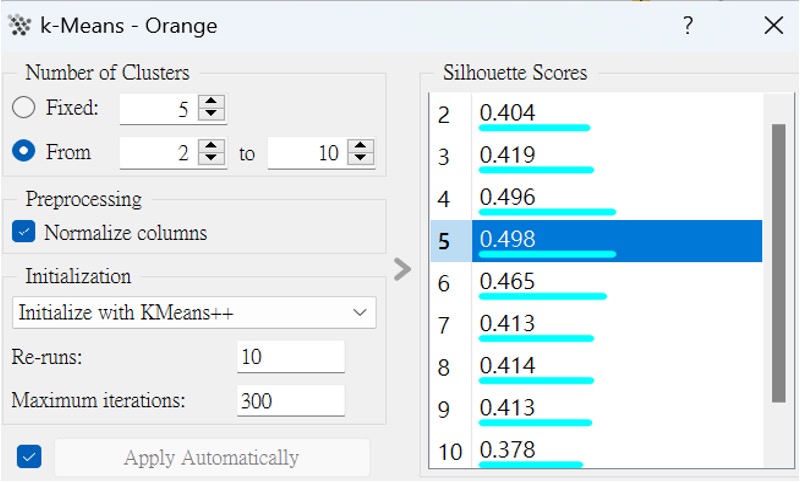 k-Means - Orange ?
Number of Clusters
Fixed: 5
From 2 to 10
Preprocessing
Normalize columns
Initialization
Initialize with KMeans++
Re-runs: 10
Maximum iterations: 300
Apply Automatically
Silhouette Scores
2 0.404
3 0.419
4 0.496
5 0.498
6 0.465
7 0.413
8 0.414
9 0.413
10 0.378